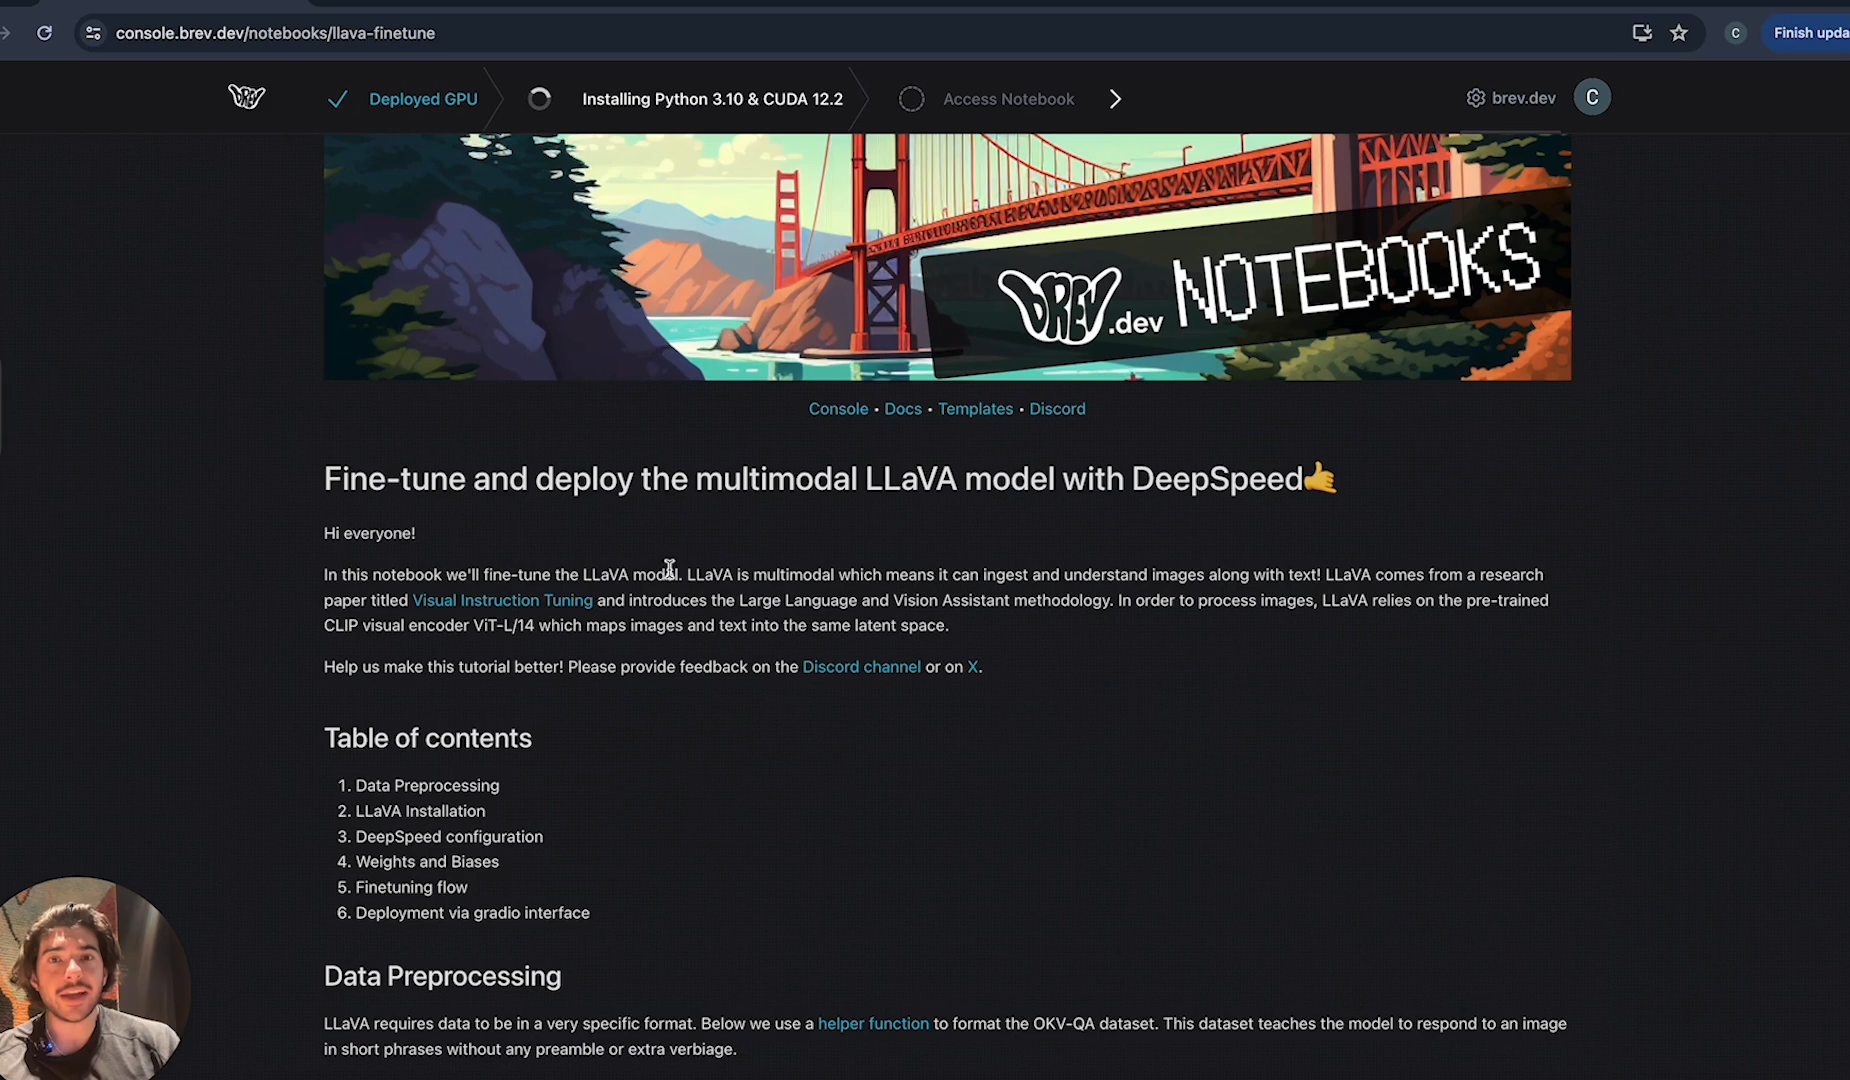 console.brev.dev/notebooks/llava-finetune
C
Finish upda
BREV
Deployed GPU
Installing Python 3.10 & CUDA 12.2
Access Notebook
brev.dev
C
BREV.dev NOTEBOOKS
Console • Docs • Templates • Discord
Fine-tune and deploy the multimodal LLaVA model with DeepSpeed🤙
Hi everyone!
In this notebook we'll fine-tune the LLaVA model. LLaVA is multimodal which means it can ingest and understand images along with text! LLaVA comes from a research
paper titled Visual Instruction Tuning and introduces the Large Language and Vision Assistant methodology. In order to process images, LLaVA relies on the pre-trained
CLIP visual encoder ViT-L/14 which maps images and text into the same latent space.
Help us make this tutorial better! Please provide feedback on the Discord channel or on X.
Table of contents
1. Data Preprocessing
2. LLaVA Installation
3. DeepSpeed configuration
4. Weights and Biases
5. Finetuning flow
6. Deployment via gradio interface
Data Preprocessing
LLaVA requires data to be in a very specific format. Below we use a helper function to format the OKV-QA dataset. This dataset teaches the model to respond to an image
in short phrases without any preamble or extra verbiage.